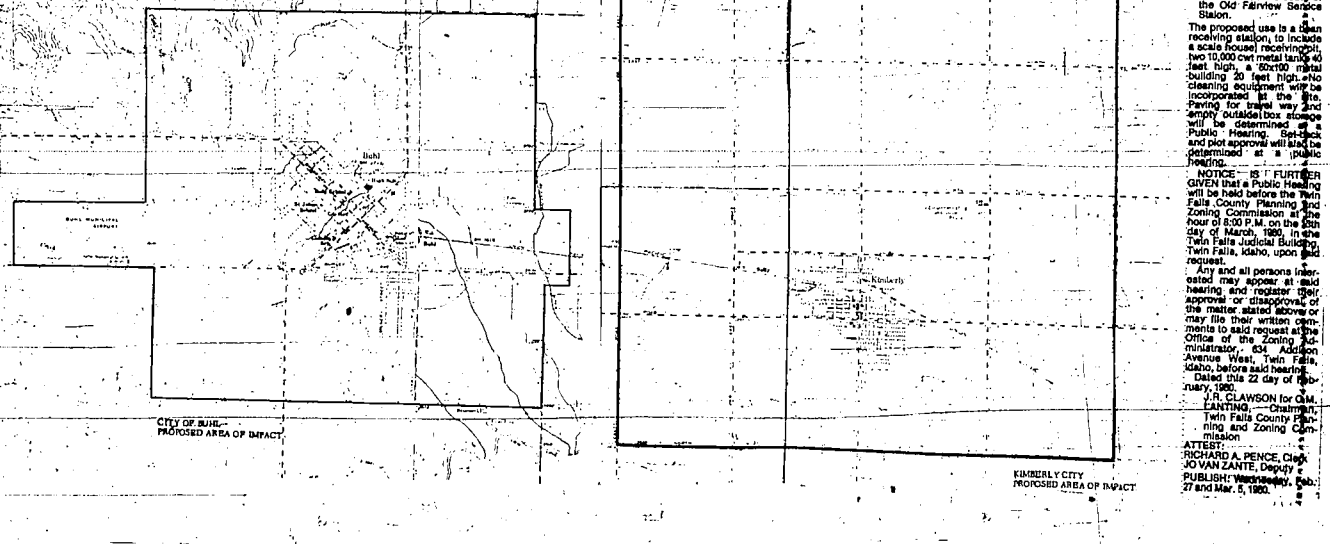 Buhl
BUHL MUNICIPAL
AIRPORT
Buhl
CITY OF BUHL
PROPOSED AREA OF IMPACT
Kimberly
KIMBERLY CITY
PROPOSED AREA OF IMPACT
the Old Fairview Service
Staion.
The proposed use is a bean
receiving station, to include
a scale house, receiving pit,
two 10,000 cwt metal tanks 40
feet high, a 60x100 metal
building 20 feet high. No
cleaning equipment will be
incorporated at the site.
Paving for travel way and
empty outside box storage
will be determined at a
Public Hearing. Set-back
and plot approval will also be
determined at a public
hearing.
NOTICE IS FURTHER
GIVEN that a Public Hearing
will be held before the Twin
Falls County Planning and
Zoning Commission at the
hour of 8:00 P.M. on the
day of March, 1980, in the
Twin Falls Judicial Building,
Twin Falls, Idaho, upon said
request.
Any and all persons inter-
ested may appear at said
hearing and register their
approval or disapproval of
the matter stated above or
may file their written com-
ments to said request at the
Office of the Zoning Ad-
ministrator, 634 Addison
Avenue West, Twin Falls,
Idaho, before said hearing.
Dated this 22 day of Feb-
ruary, 1980.
J.R. CLAWSON for G.M.
LANTING, Chairman,
Twin Falls County Plan-
ning and Zoning Com-
mission
ATTEST:
RICHARD A. PENCE, Clerk
JO VAN ZANTE, Deputy
PUBLISH: Wednesday, Feb.
27 and Mar. 5, 1980.